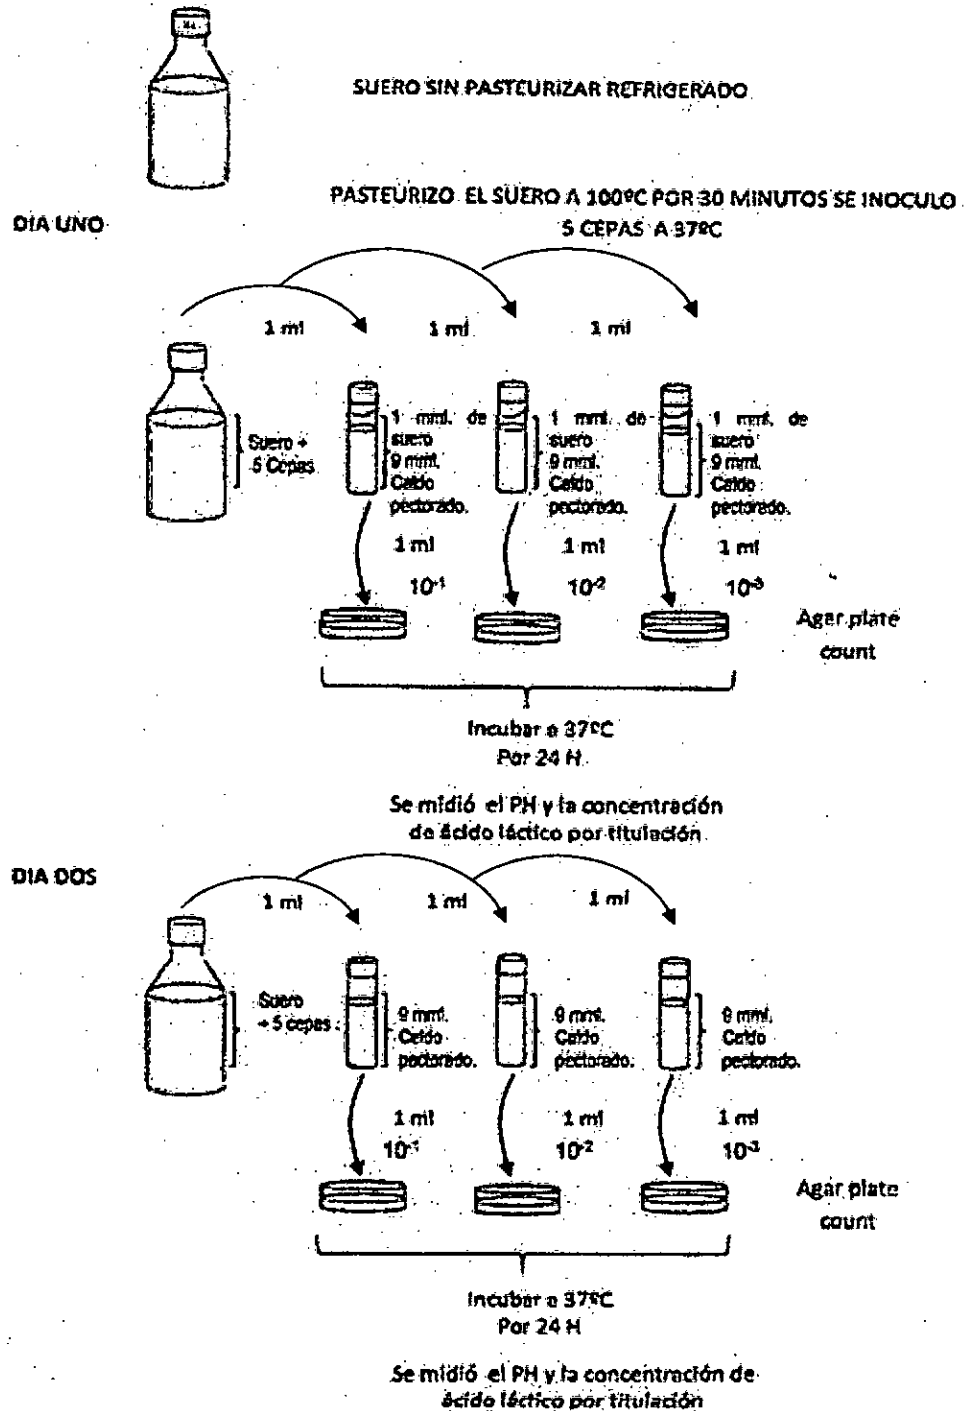 SUERO SIN PASTEURIZAR REFRIGERADO
PASTEURIZO EL SUERO A 100ºC POR 30 MINUTOS SE INOCULO
5 CEPAS A 37ºC
DIA UNO
1 ml
1 ml
1 ml
Suero +
5 Cepas
1 mml. de
suero
9 mml.
Caldo
pectorado.
1 mml. de
suero
9 mml.
Caldo
pectorado.
1 mml. de
suero
9 mml.
Caldo
pectorado.
1 ml
1 ml
1 ml
10⁻¹
10⁻²
10⁻³
Agar plate
count
Incubar a 37ºC
Por 24 H.
Se midió el PH y la concentración
de ácido láctico por titulación
DIA DOS
1 ml
1 ml
1 ml
Suero
+ 5 cepas
9 mml.
Caldo
pectorado.
9 mml.
Caldo
pectorado.
9 mml.
Caldo
pectorado.
1 ml
1 ml
1 ml
10⁻¹
10⁻²
10⁻³
Agar plate
count
Incubar a 37ºC
Por 24 H
Se midió el PH y la concentración de
ácido láctico por titulación